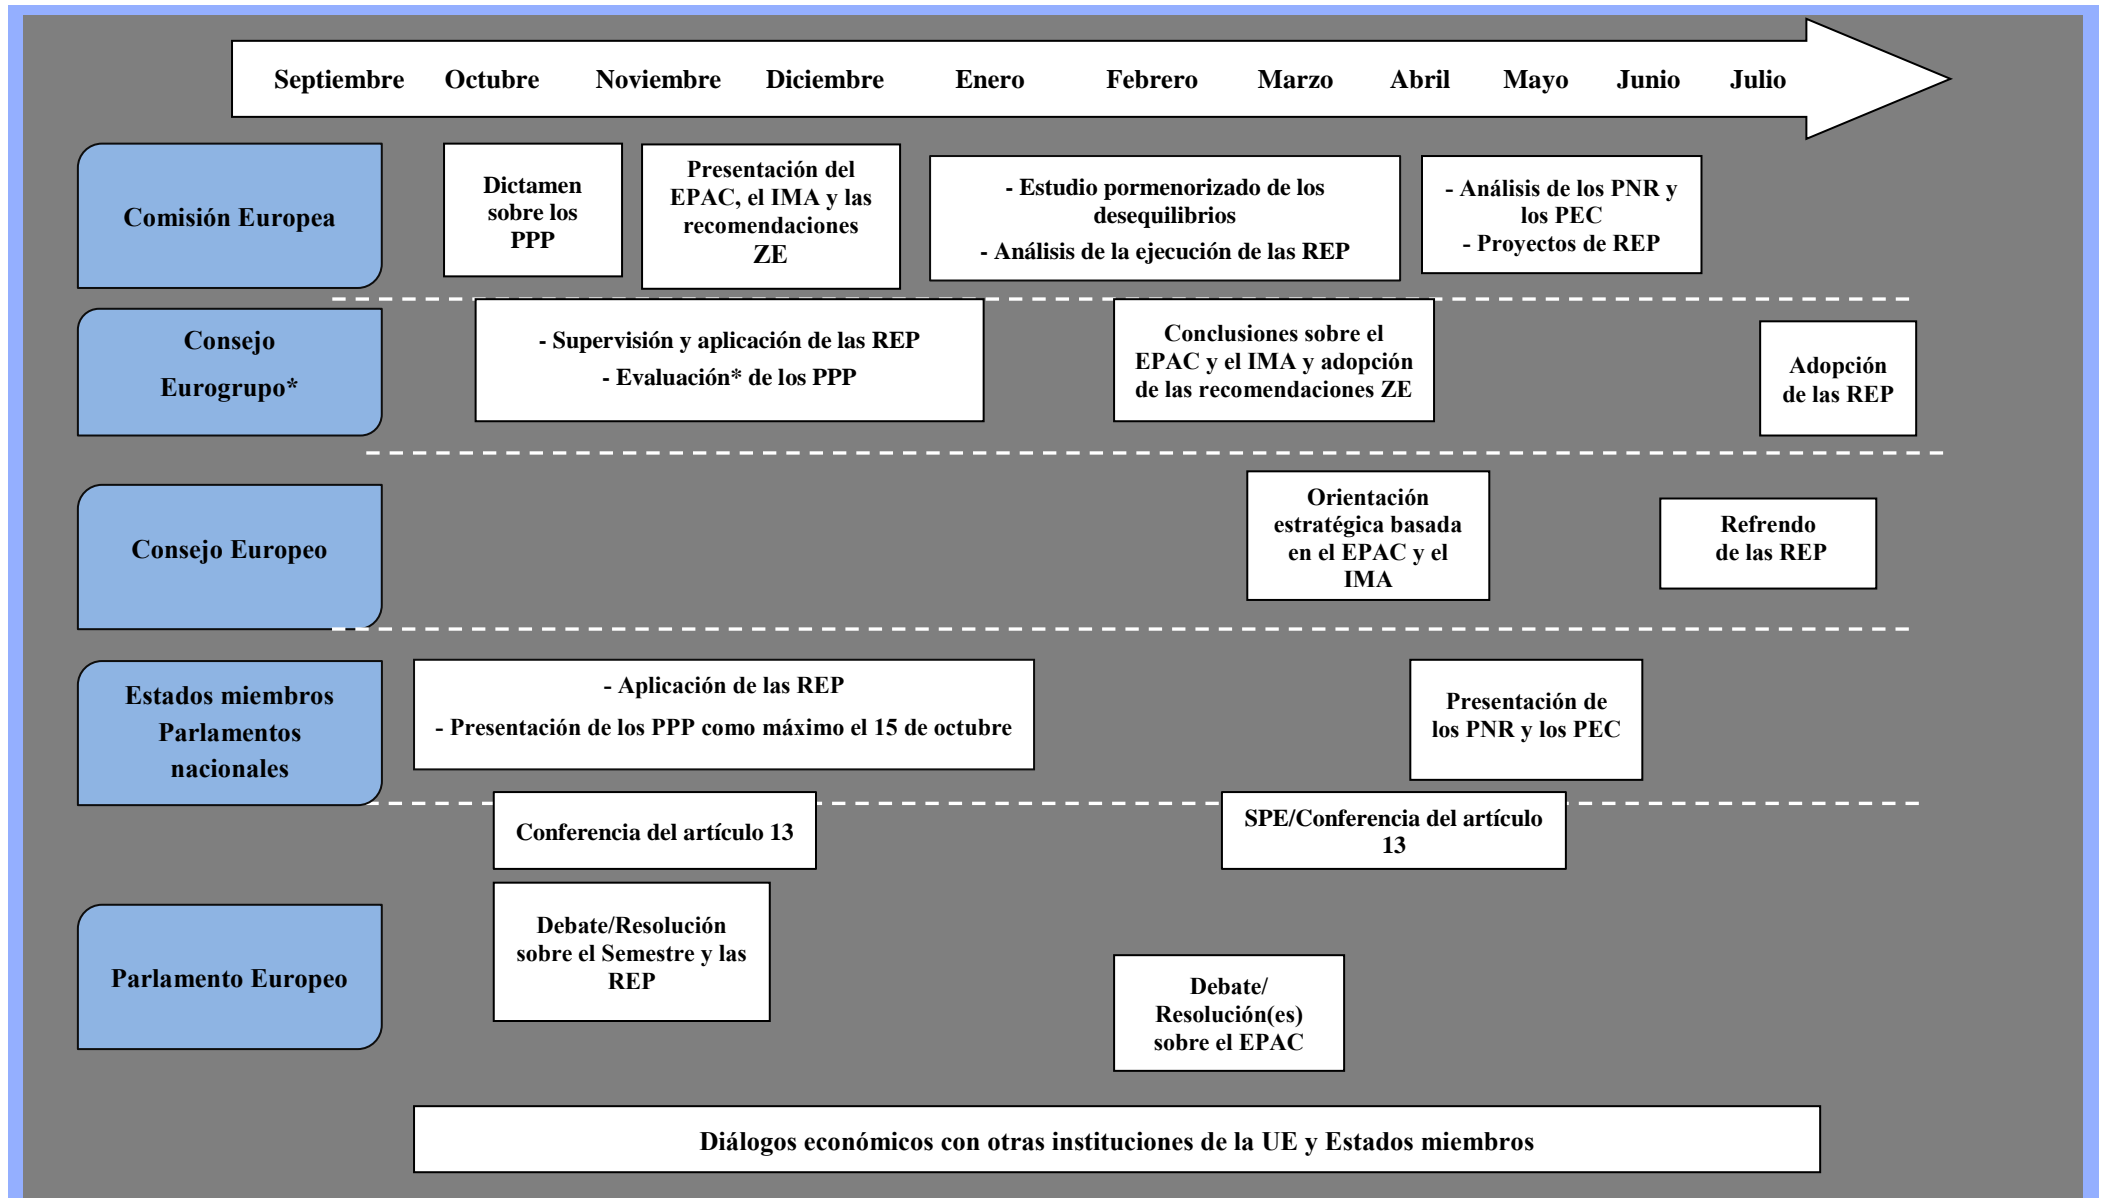 Septiembre Octubre Noviembre Diciembre Enero Febrero Marzo Abril Mayo Junio Julio
Comisión Europea
Dictamen
sobre los
PPP
Presentación del
EPAC, el IMA y las
recomendaciones
ZE
- Estudio pormenorizado de los
desequilibrios
- Análisis de la ejecución de las REP
- Análisis de los PNR y
los PEC
- Proyectos de REP
Consejo
Eurogrupo*
- Supervisión y aplicación de las REP
- Evaluación* de los PPP
Conclusiones sobre el
EPAC y el IMA y adopción
de las recomendaciones ZE
Adopción
de las REP
Consejo Europeo
Orientación
estratégica basada
en el EPAC y el
IMA
Refrendo
de las REP
Estados miembros
Parlamentos
nacionales
- Aplicación de las REP
- Presentación de los PPP como máximo el 15 de octubre
Presentación de
los PNR y los PEC
Conferencia del artículo 13
SPE/Conferencia del artículo
13
Parlamento Europeo
Debate/Resolución
sobre el Semestre y las
REP
Debate/
Resolución(es)
sobre el EPAC
Diálogos económicos con otras instituciones de la UE y Estados miembros